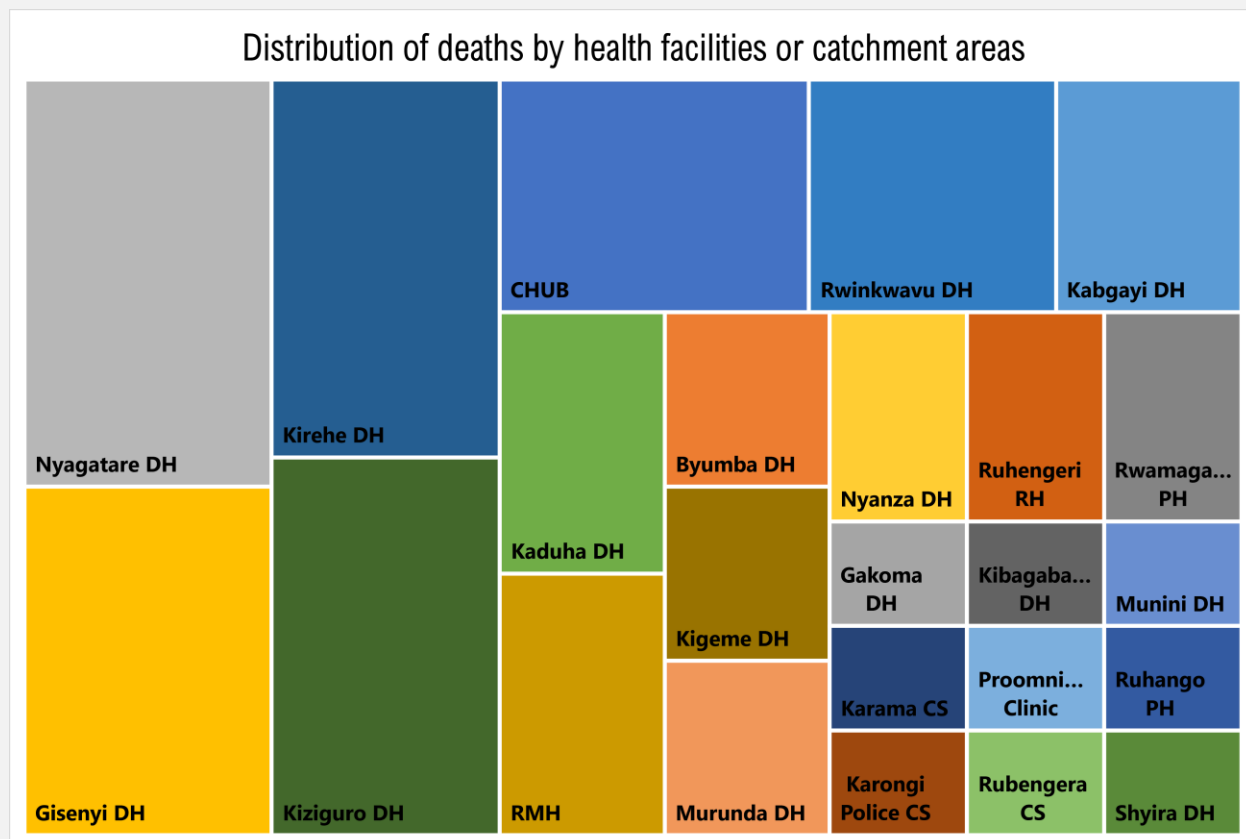 Distribution of deaths by health facilities or catchment areas
CHUB
Rwinkwavu DH
Kabgayi DH
Kirehe DH
Nyagatare DH
Byumba DH
Nyanza DH
Ruhengeri
RH
Rwamaga...
PH
Kaduha DH
Gakoma
DH
Kibagaba...
DH
Munini DH
Kigeme DH
Karama CS
Proomni...
Clinic
Ruhango
PH
Gisenyi DH
Kiziguro DH
RMH
Murunda DH
Karongi
Police CS
Rubengera
CS
Shyira DH